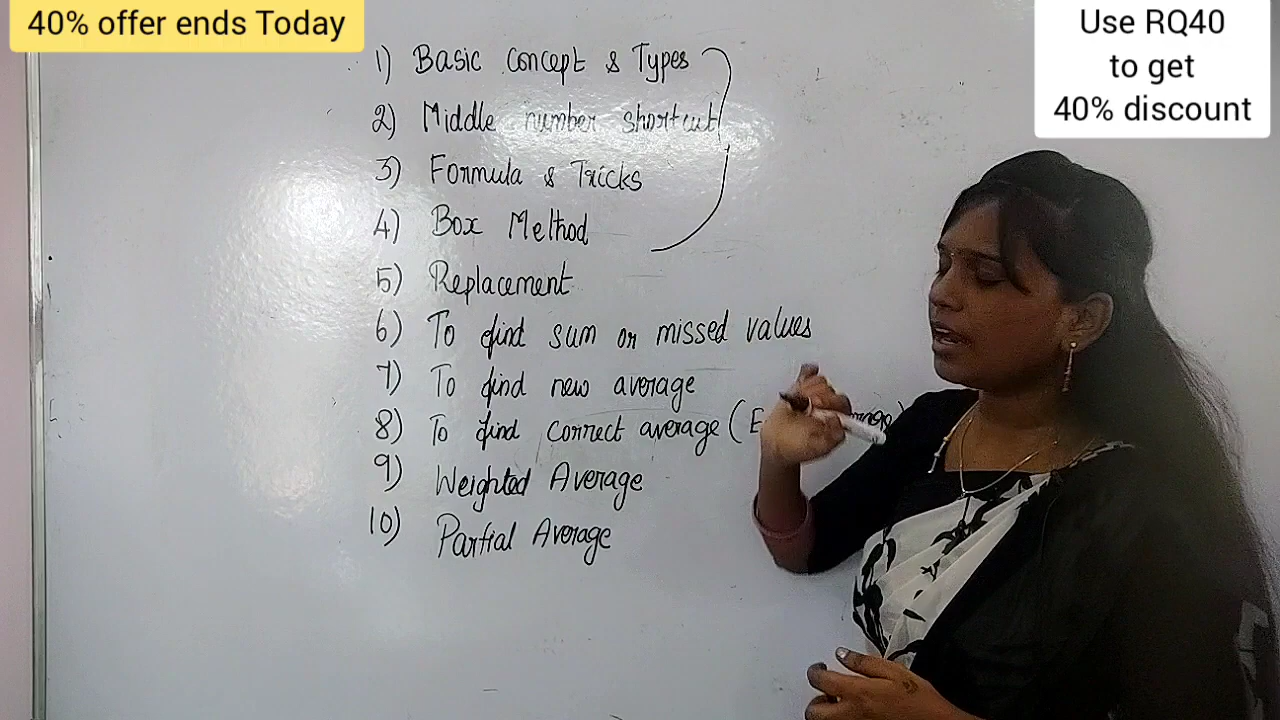 40% offer ends Today
Use RQ40
to get
40% discount
1) Basic concept & Types
2) Middle number shortcut
3) Formula & Tricks
4) Box Method
5) Replacement
6) To find sum or missed values
7) To find new average
8) To find correct average (
9) Weighted Average
10) Partial Average